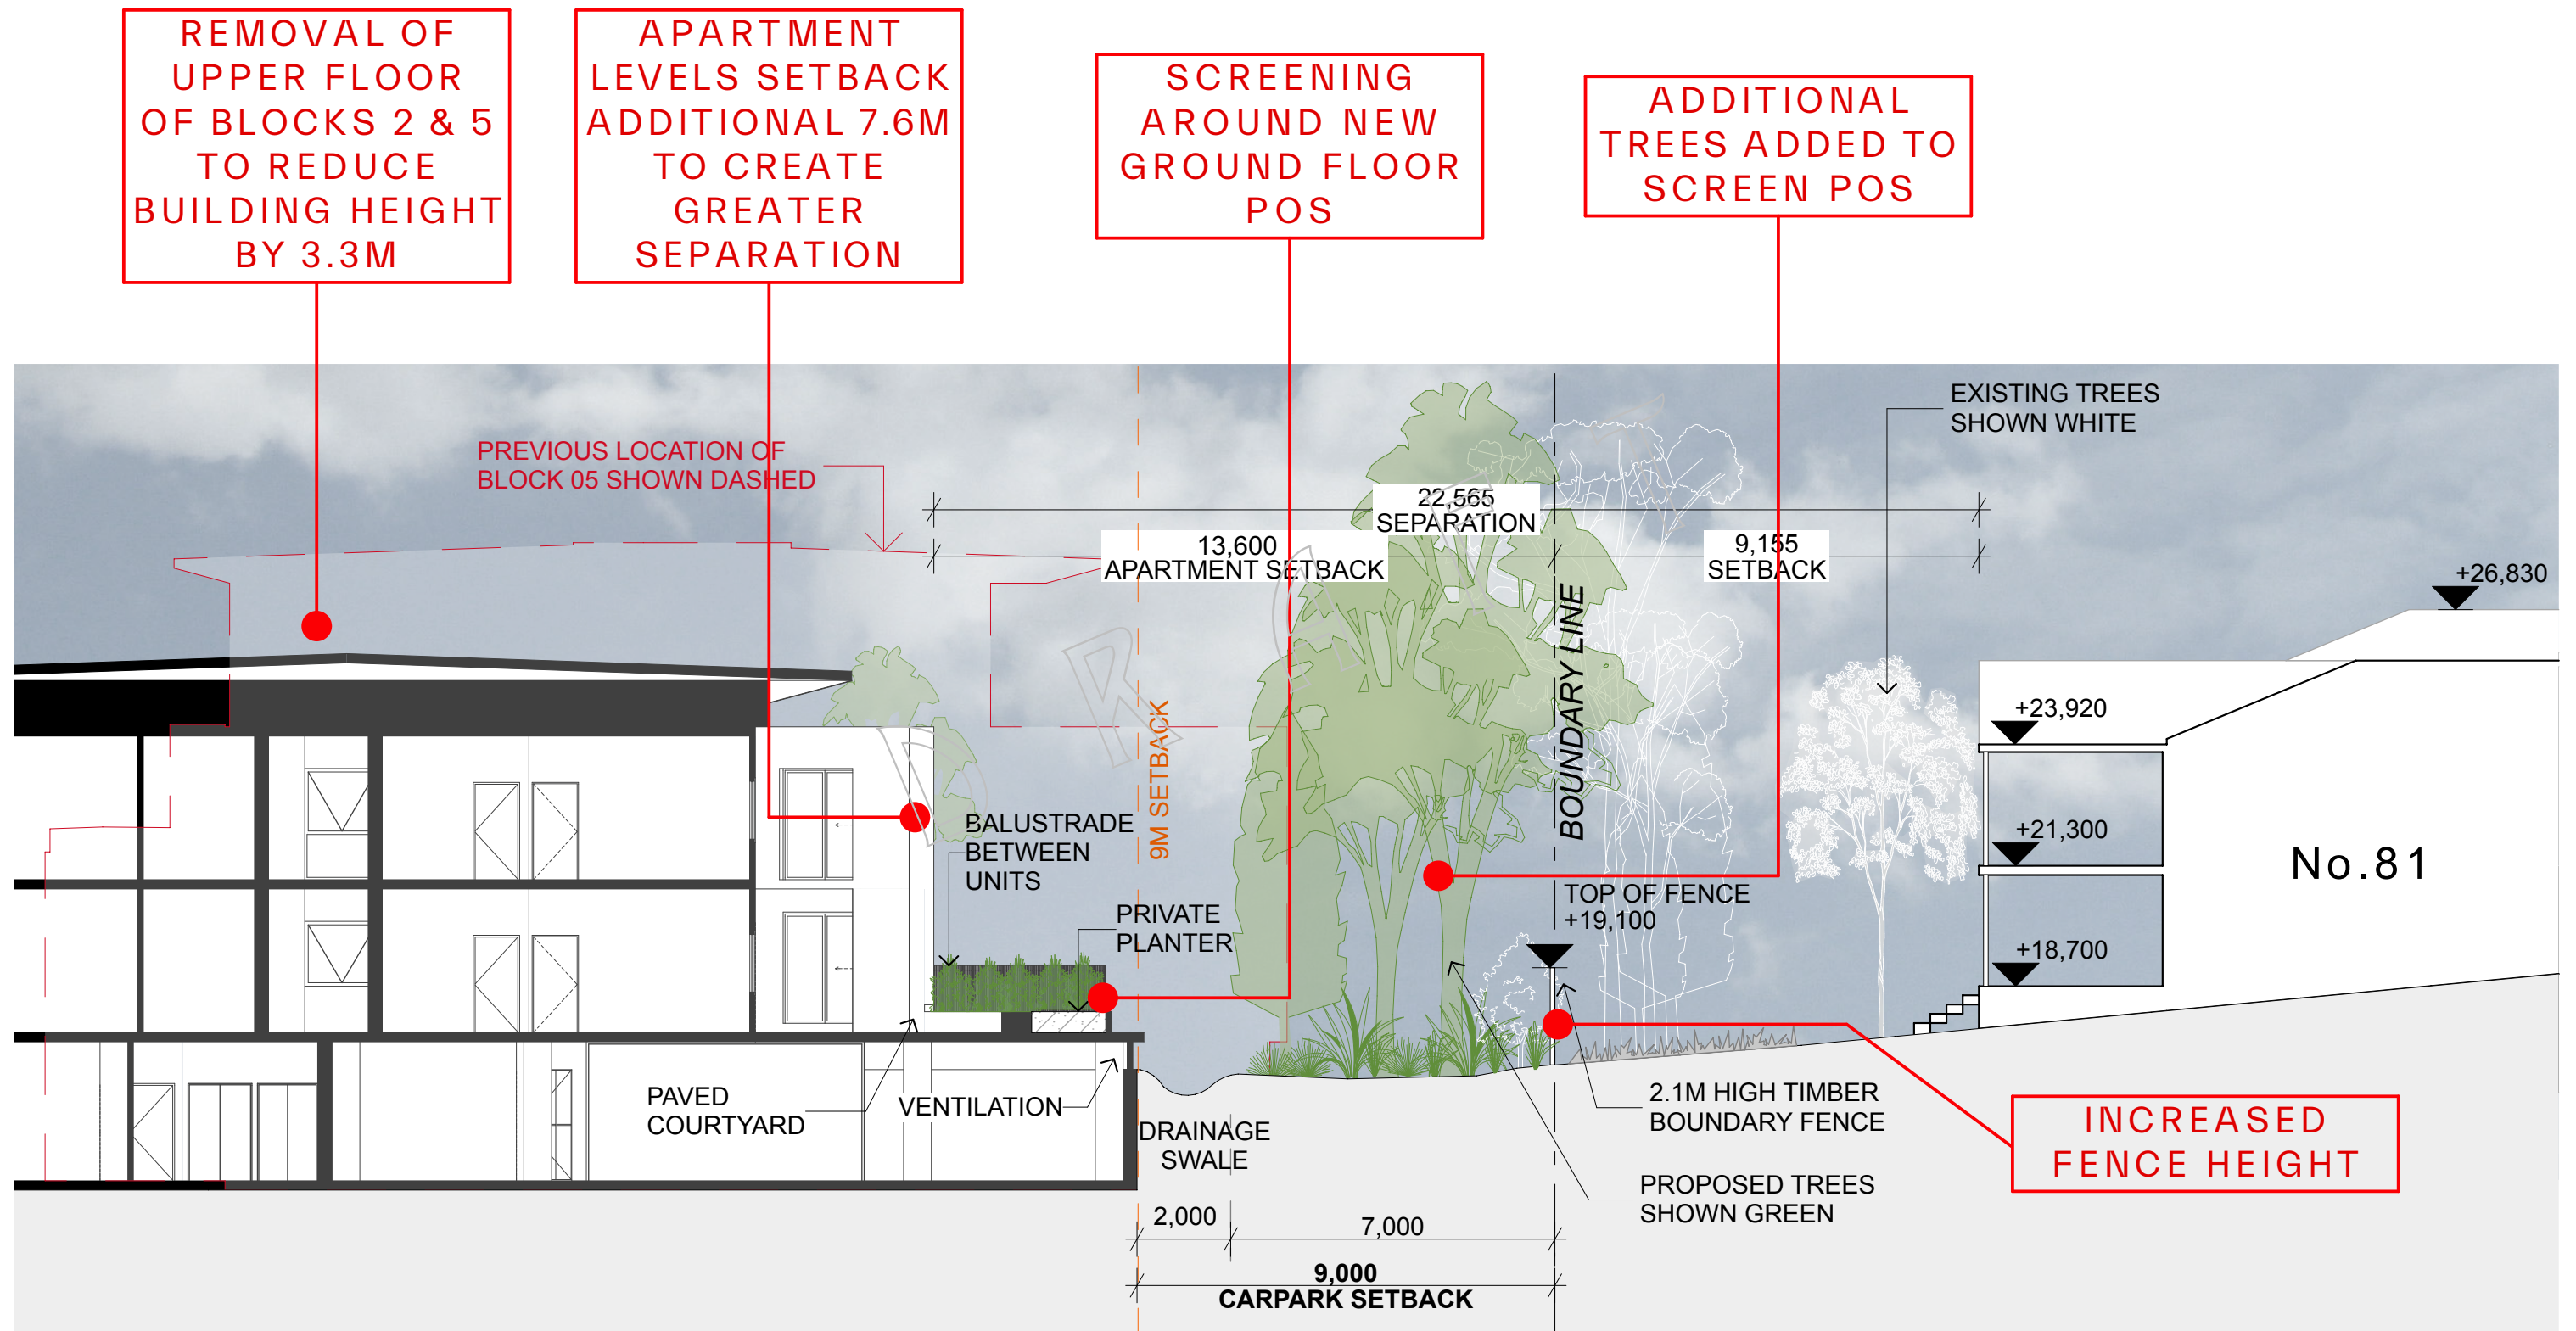 REMOVAL OF
UPPER FLOOR
OF BLOCKS 2 & 5
TO REDUCE
BUILDING HEIGHT
BY 3.3M
APARTMENT
LEVELS SETBACK
ADDITIONAL 7.6M
TO CREATE
GREATER
SEPARATION
SCREENING
AROUND NEW
GROUND FLOOR
POS
ADDITIONAL
TREES ADDED TO
SCREEN POS
EXISTING TREES
SHOWN WHITE
PREVIOUS LOCATION OF
BLOCK 05 SHOWN DASHED
22,565
SEPARATION
13,600
APARTMENT SETBACK
9,155
SETBACK
+26,830
BOUNDARY LINE
9M SETBACK
DRAFT
+23,920
+21,300
+18,700
No.81
BALUSTRADE
BETWEEN
UNITS
PRIVATE
PLANTER
TOP OF FENCE
+19,100
PAVED
COURTYARD
VENTILATION
DRAINAGE
SWALE
2.1M HIGH TIMBER
BOUNDARY FENCE
PROPOSED TREES
SHOWN GREEN
INCREASED
FENCE HEIGHT
2,000
7,000
9,000
CARPARK SETBACK